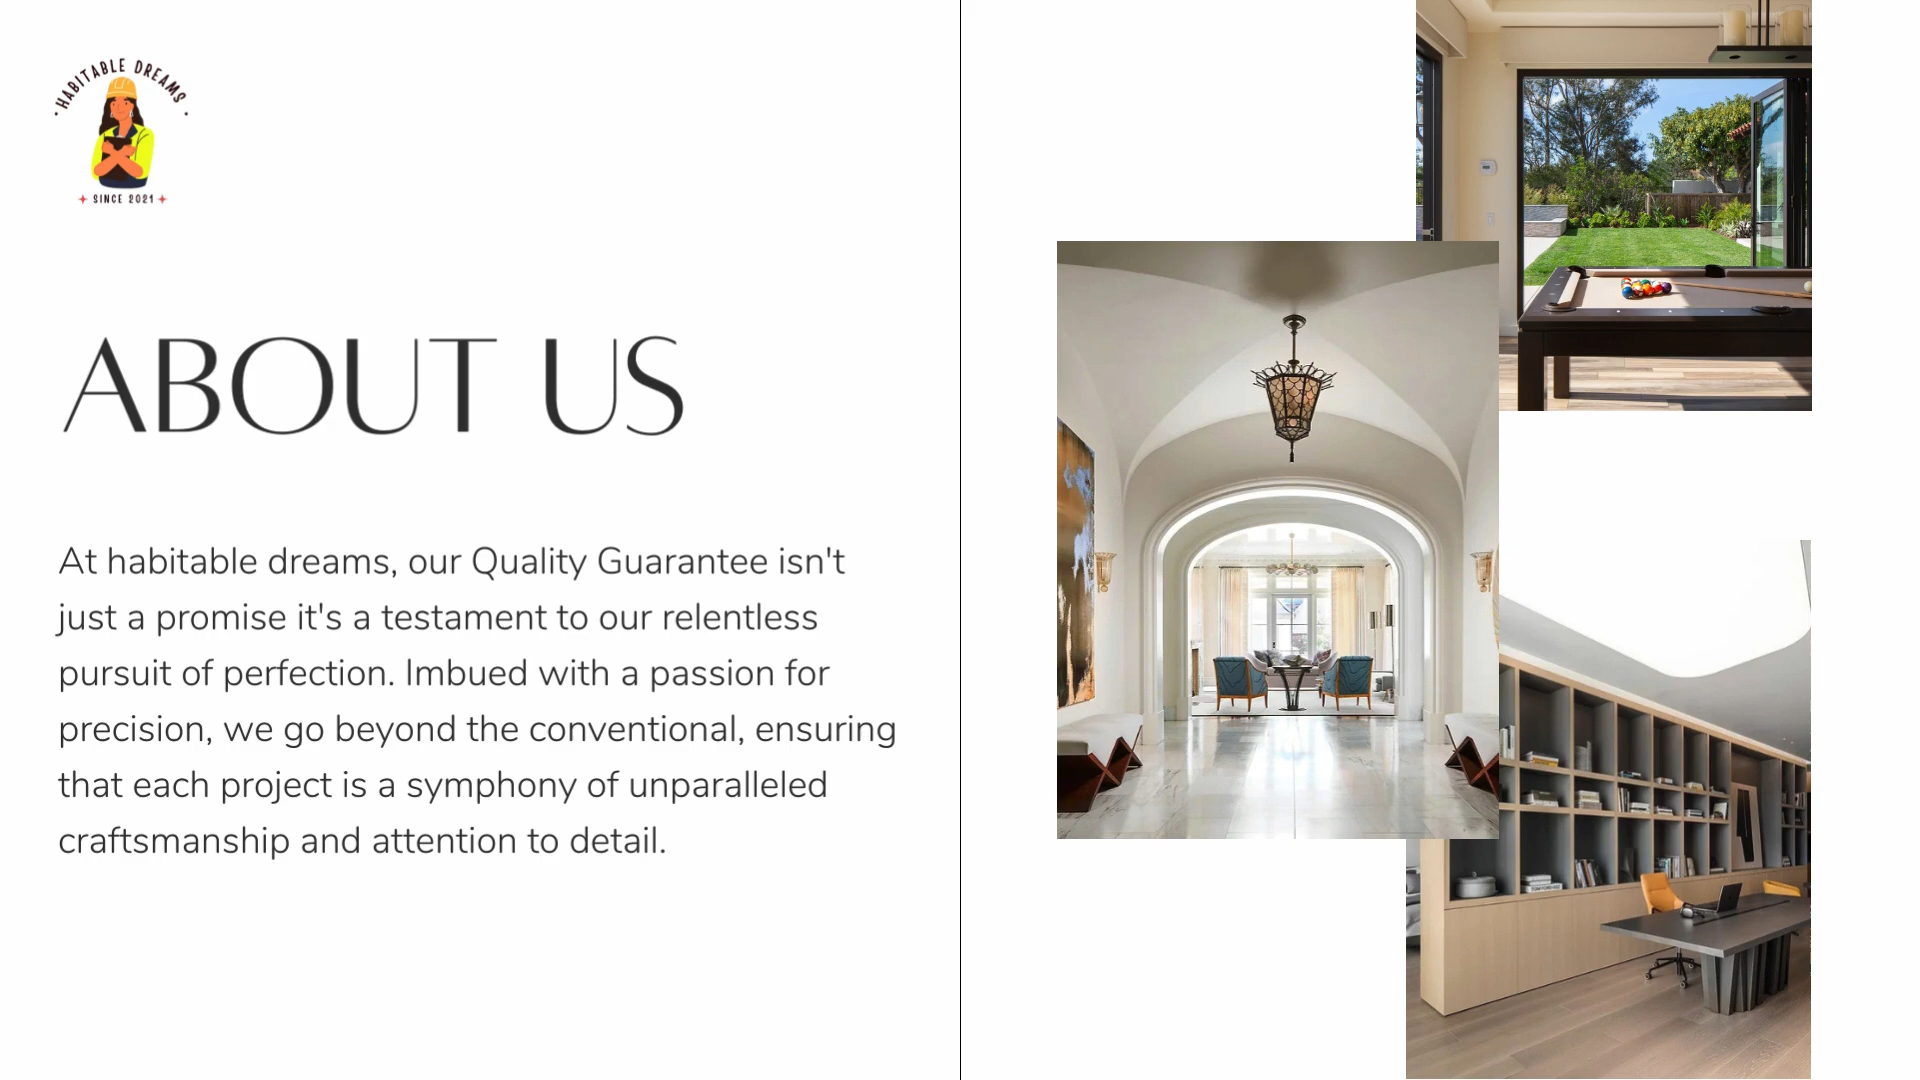 HABITABLE DREAMS
SINCE 2021
ABOUT US
At habitable dreams, our Quality Guarantee isn't
just a promise it's a testament to our relentless
pursuit of perfection. Imbued with a passion for
precision, we go beyond the conventional, ensuring
that each project is a symphony of unparalleled
craftsmanship and attention to detail.